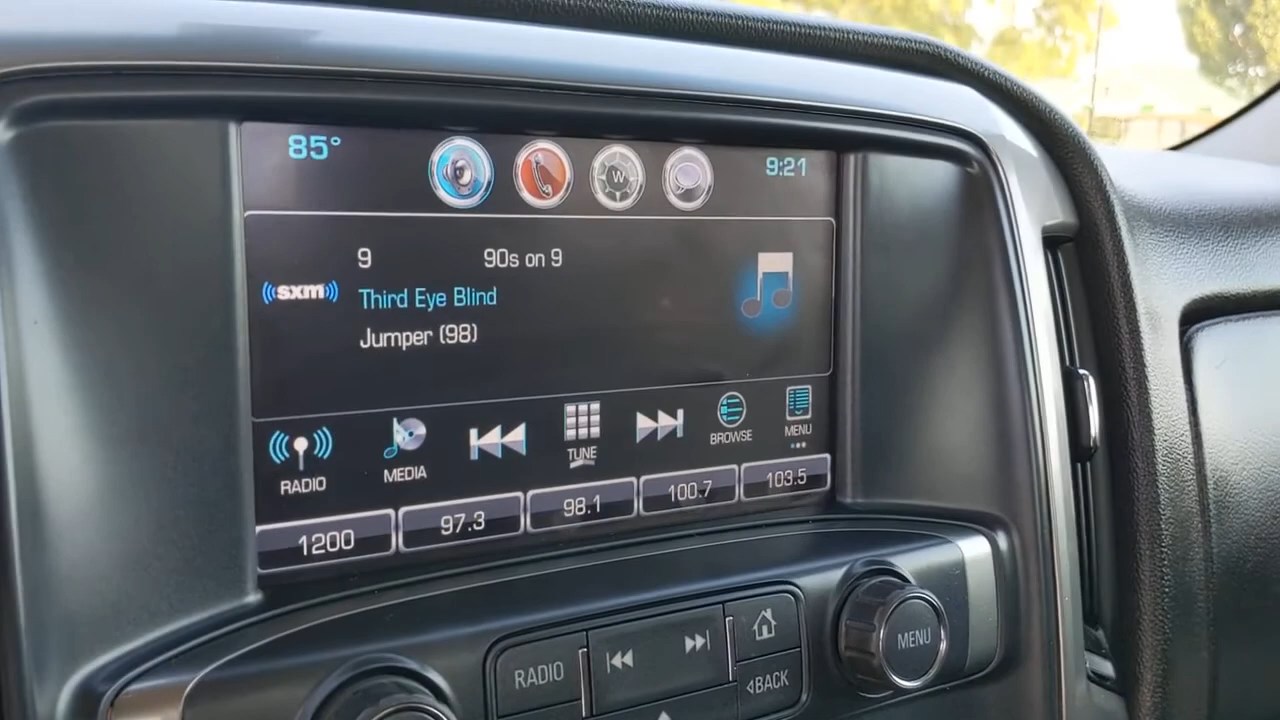 85°
W
9:21
9 90s on 9
sxm
Third Eye Blind
Jumper (98)
RADIO
MEDIA
TUNE
BROWSE
MENU
1200
97.3
98.1
100.7
103.5
RADIO
MENU
BACK